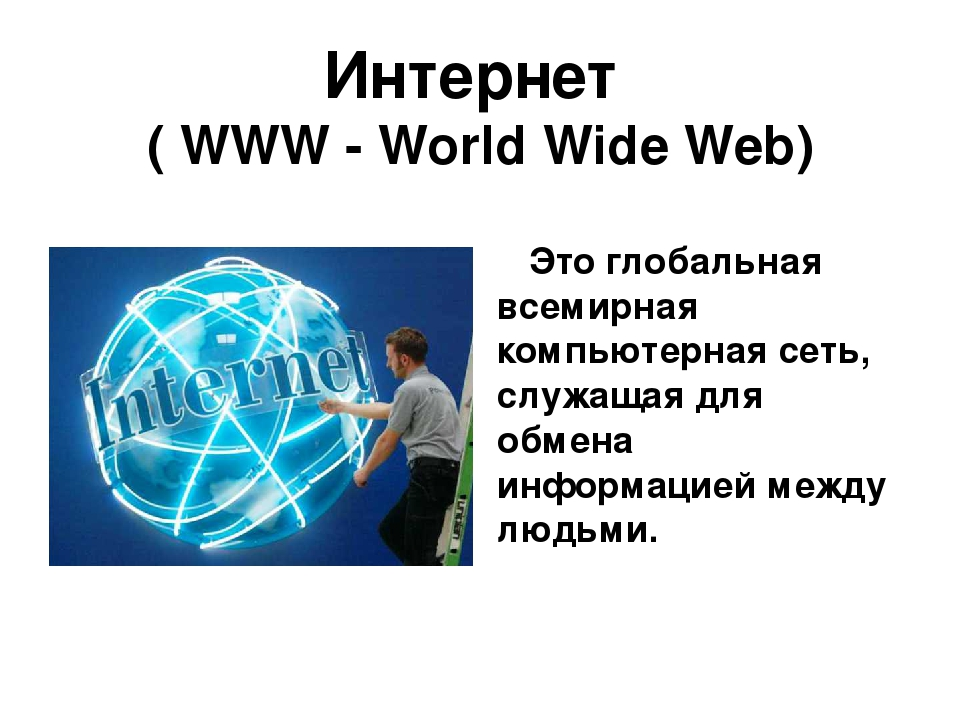 Интернет
( WWW - World Wide Web)
Это глобальная
всемирная
компьютерная сеть,
служащая для
обмена
информацией между
людьми.
Internet